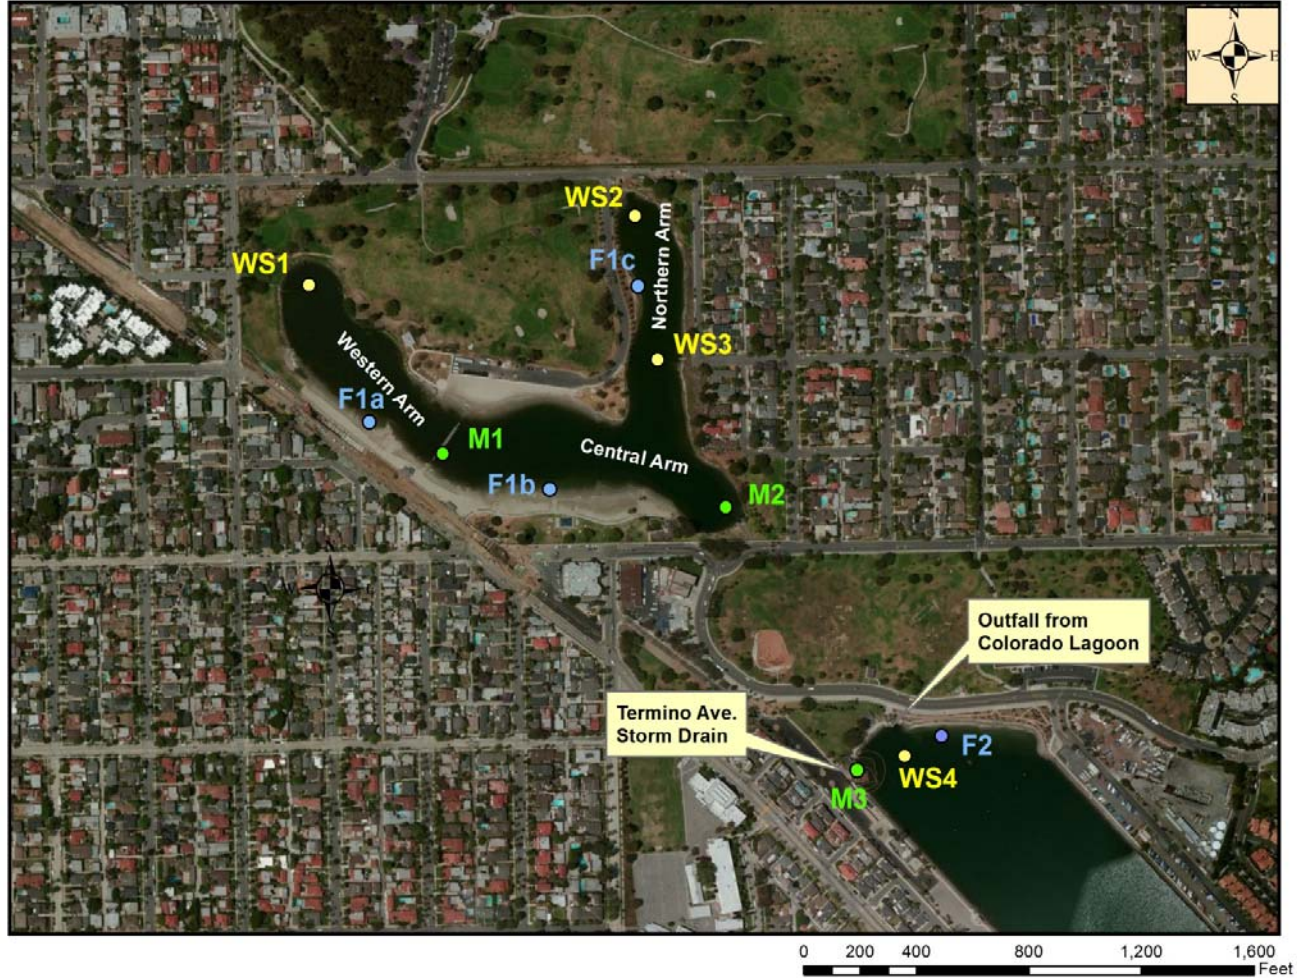 N
W E
S
WS2
WS1
F1c
Northern Arm
WS3
Western Arm
F1a
M1
Central Arm
F1b
M2
Outfall from
Colorado Lagoon
Termino Ave.
Storm Drain
F2
WS4
M3
0 200 400 800 1,200 1,600
Feet